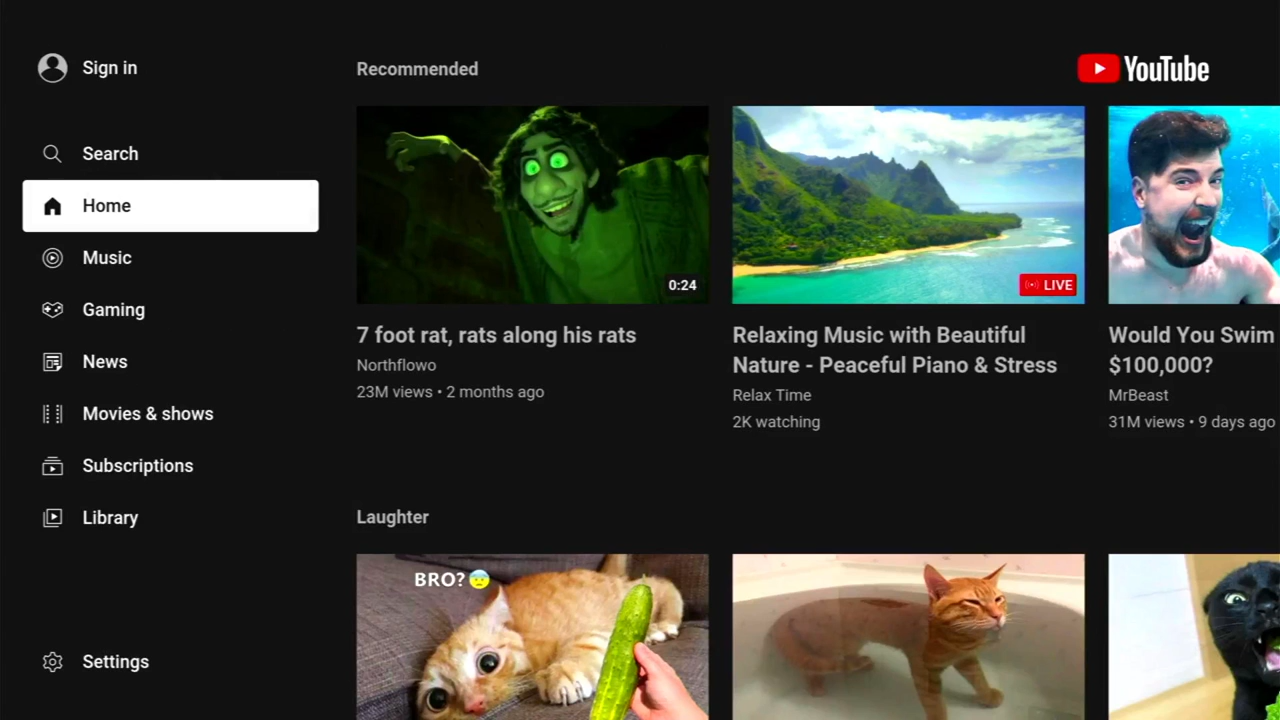 Sign in
Search
Home
Music
Gaming
News
Movies & shows
Subscriptions
Library
Settings
Recommended
YouTube
0:24
7 foot rat, rats along his rats
Northflowo
23M views • 2 months ago
LIVE
Relaxing Music with Beautiful
Nature - Peaceful Piano & Stress
Relax Time
2K watching
Would You Swim
$100,000?
MrBeast
31M views • 9 days ago
Laughter
BRO?😰